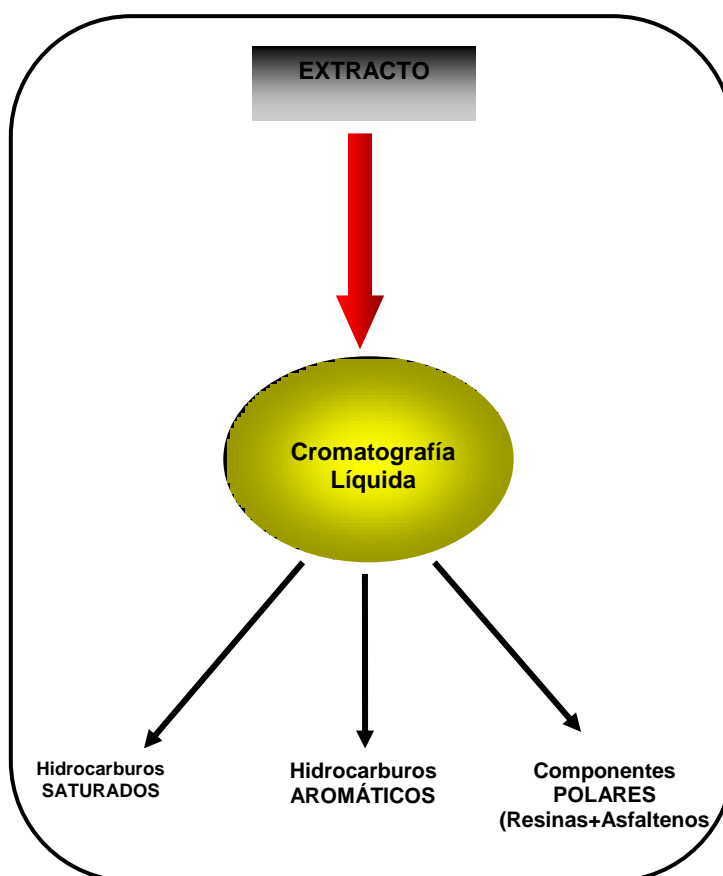 EXTRACTO
Cromatografía
Líquida
Hidrocarburos
SATURADOS
Hidrocarburos
AROMÁTICOS
Componentes
POLARES
(Resinas+Asfaltenos